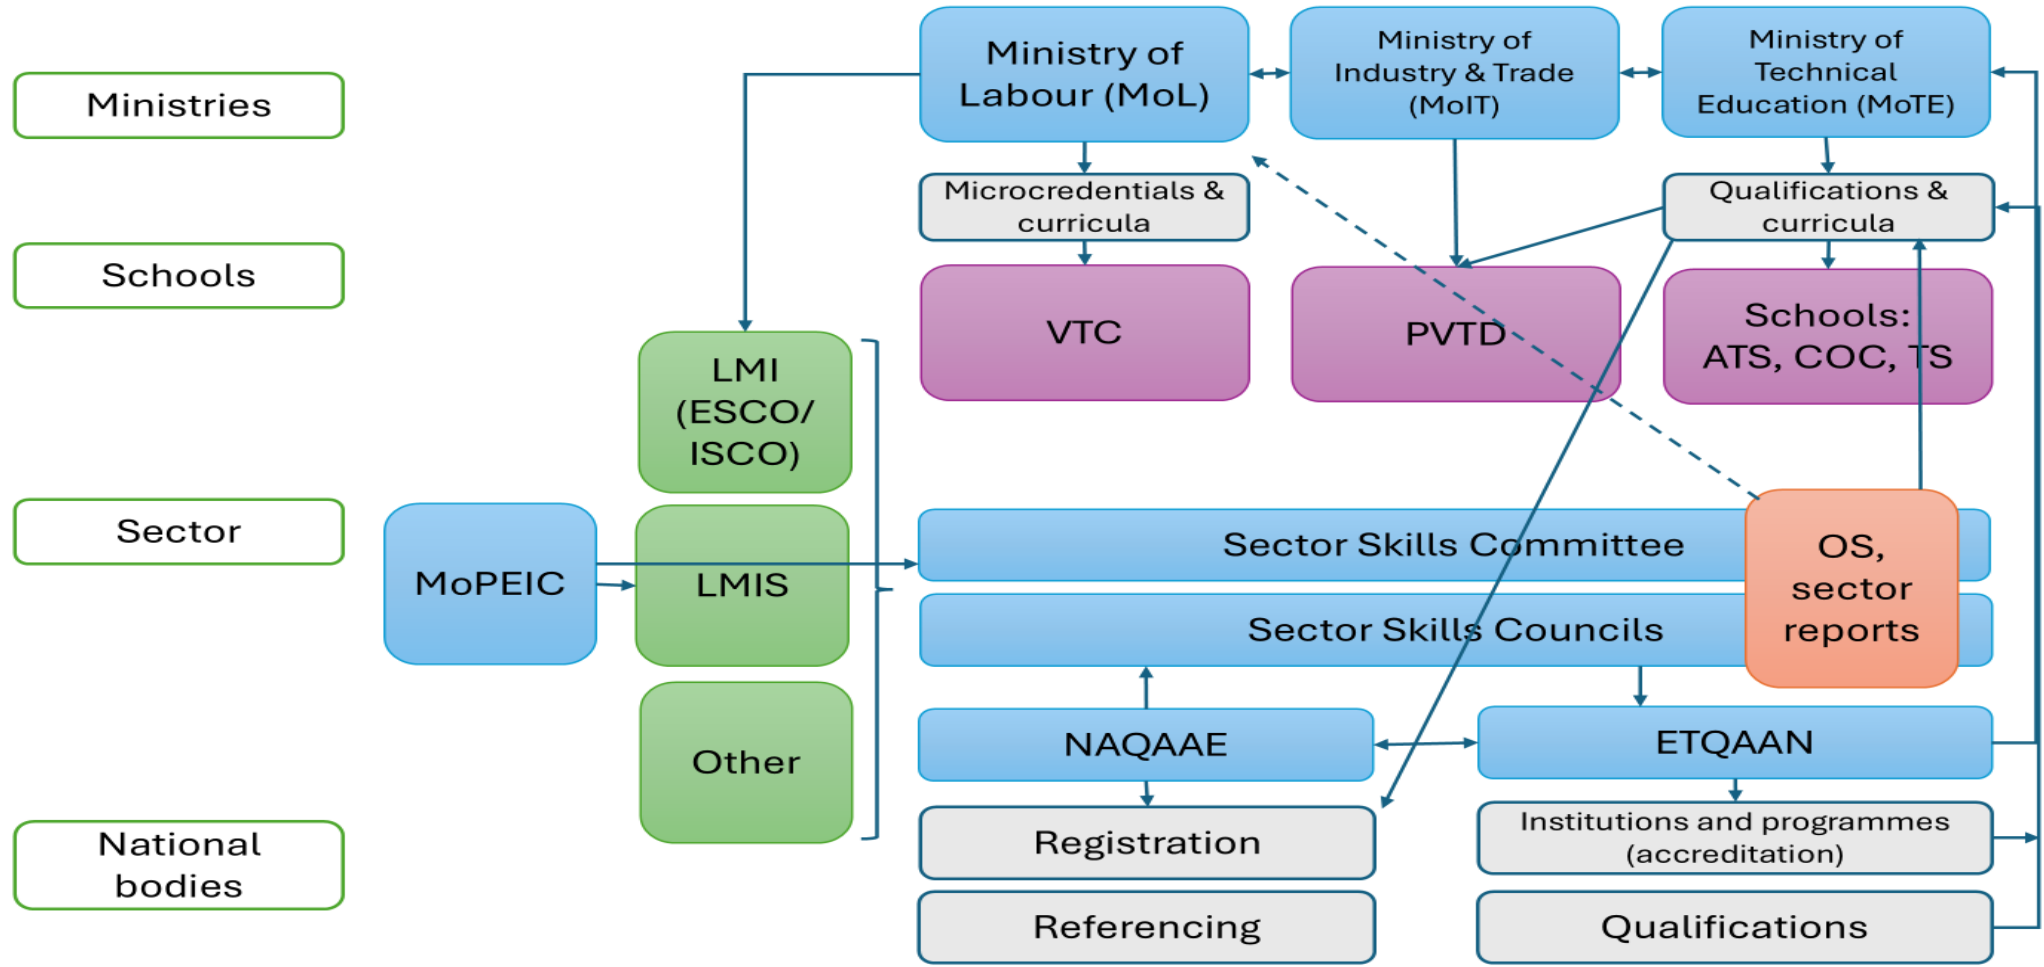 Ministries
Ministry of
Labour (MoL)
Ministry of
Industry & Trade
(MoIT)
Ministry of
Technical
Education (MoTE)
Microcredentials &
curricula
Qualifications &
curricula
Schools
VTC
PVTD
Schools:
ATS, COC, TS
LMI
(ESCO/
ISCO)
Sector
MoPEIC
LMIS
Sector Skills Committee
Sector Skills Councils
OS,
sector
reports
Other
NAQAAE
ETQAAN
National
bodies
Registration
Institutions and programmes
(accreditation)
Referencing
Qualifications